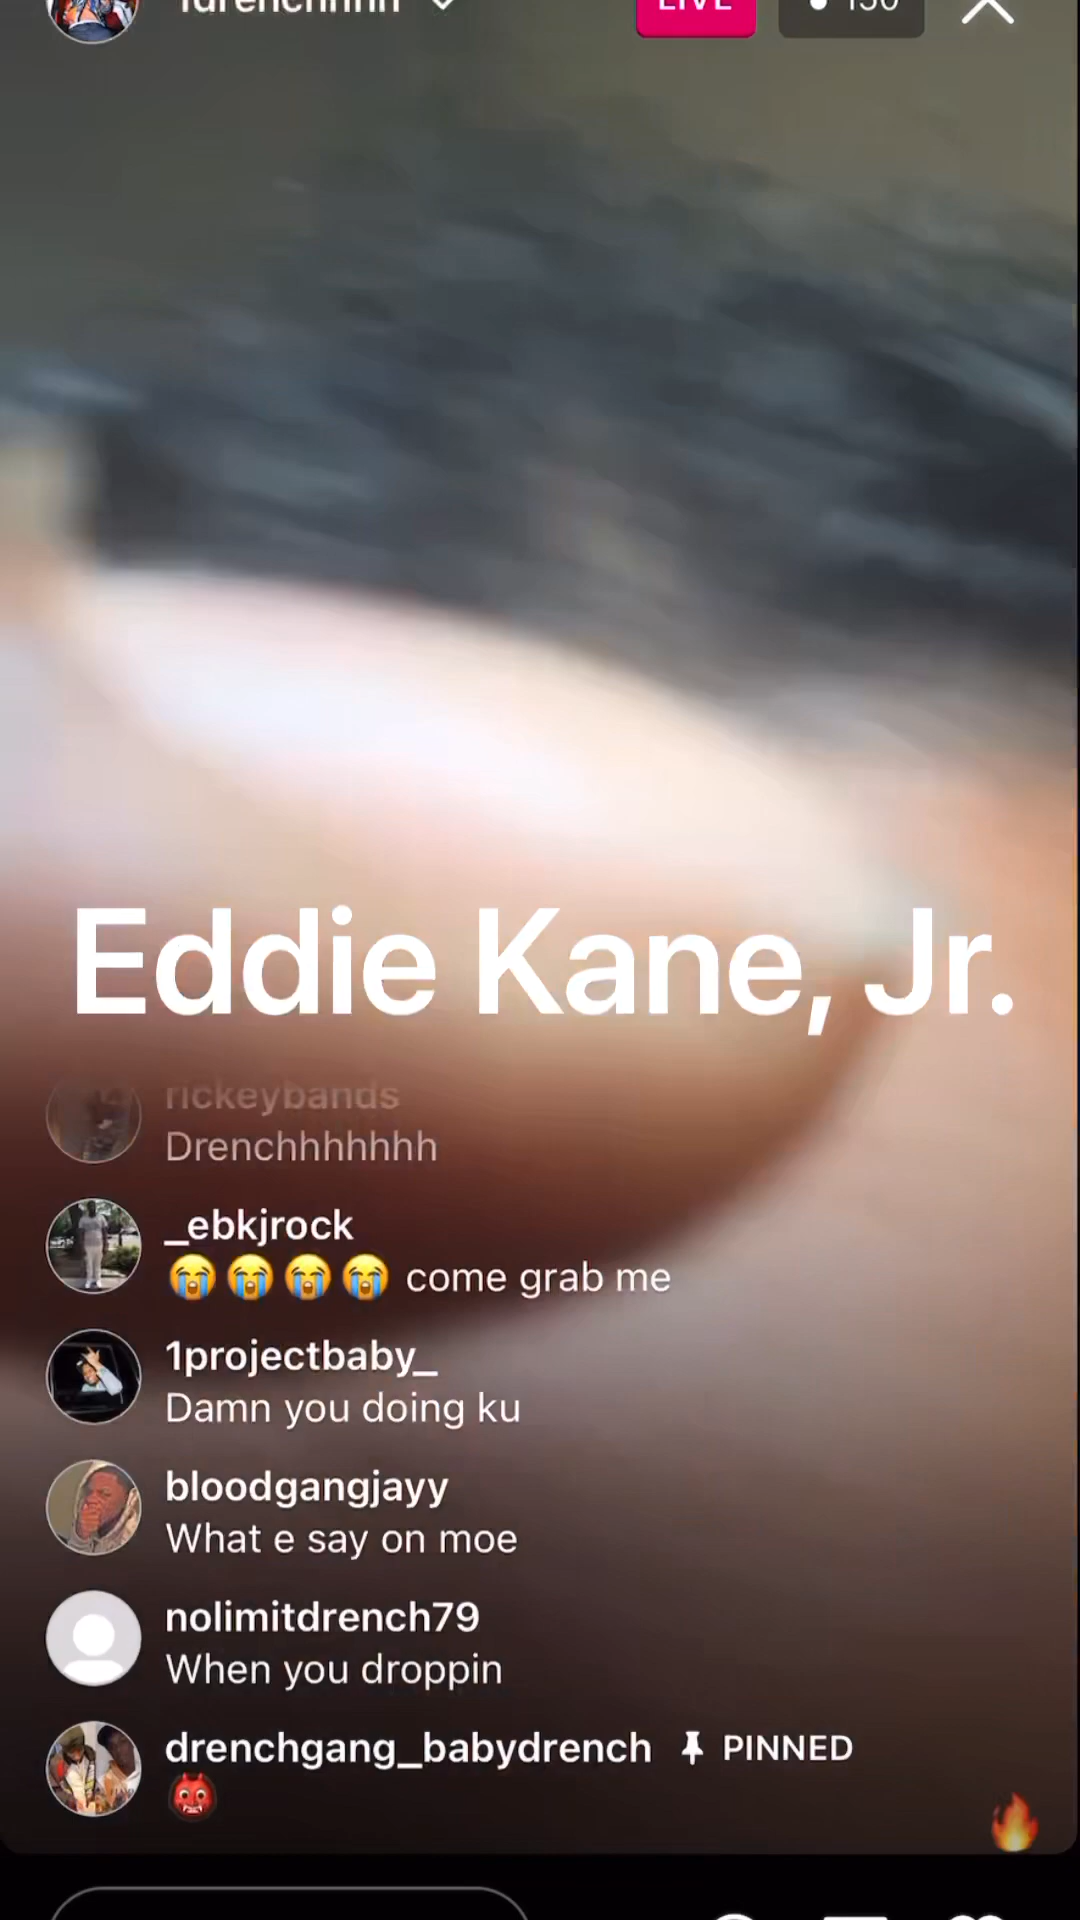 LIVE
Eddie Kane, Jr.
rickeybands
Drenchhhhhhh
_ebkjrock
😭😭😭😭 come grab me
1projectbaby_
Damn you doing ku
bloodgangjayy
What e say on moe
nolimitdrench79
When you droppin
drenchgang_babydrench PINNED
👹